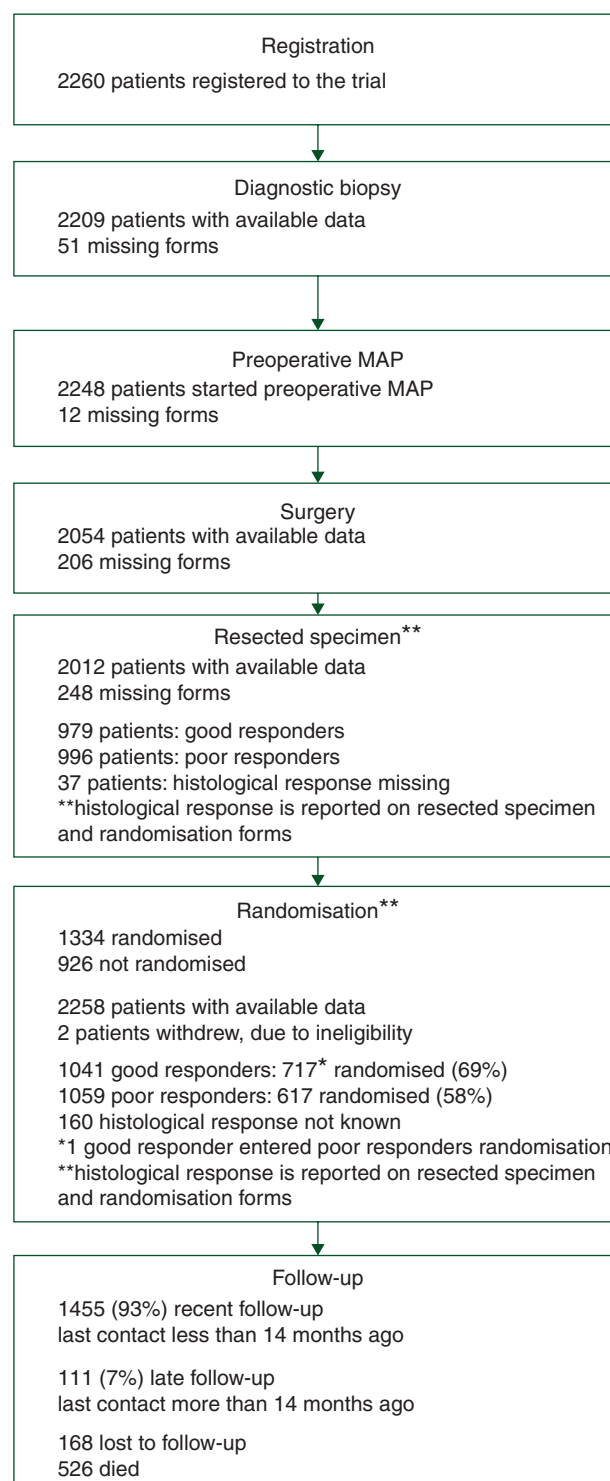 Registration
2260 patients registered to the trial
Diagnostic biopsy
2209 patients with available data
51 missing forms
Preoperative MAP
2248 patients started preoperative MAP
12 missing forms
Surgery
2054 patients with available data
206 missing forms
Resected specimen**
2012 patients with available data
248 missing forms
979 patients: good responders
996 patients: poor responders
37 patients: histological response missing
**histological response is reported on resected specimen
and randomisation forms
Randomisation**
1334 randomised
926 not randomised
2258 patients with available data
2 patients withdrew, due to ineligibility
1041 good responders: 717* randomised (69%)
1059 poor responders: 617 randomised (58%)
160 histological response not known
*1 good responder entered poor responders randomisation
**histological response is reported on resected specimen
and randomisation forms
Follow-up
1455 (93%) recent follow-up
last contact less than 14 months ago
111 (7%) late follow-up
last contact more than 14 months ago
168 lost to follow-up
526 died